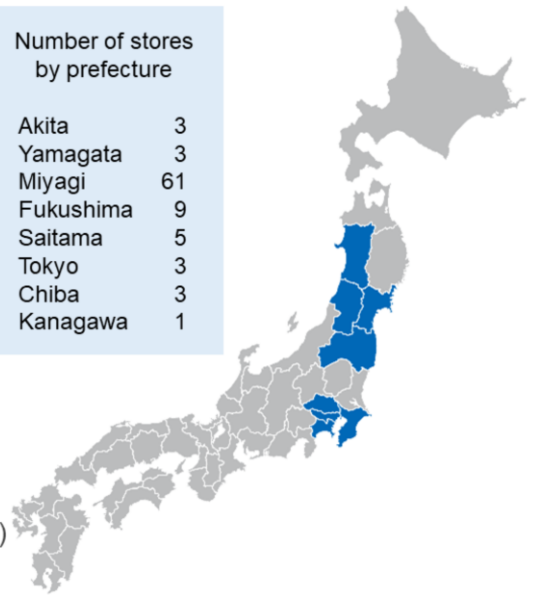 Number of stores
by prefecture
Akita 3
Yamagata 3
Miyagi 61
Fukushima 9
Saitama 5
Tokyo 3
Chiba 3
Kanagawa 1
)